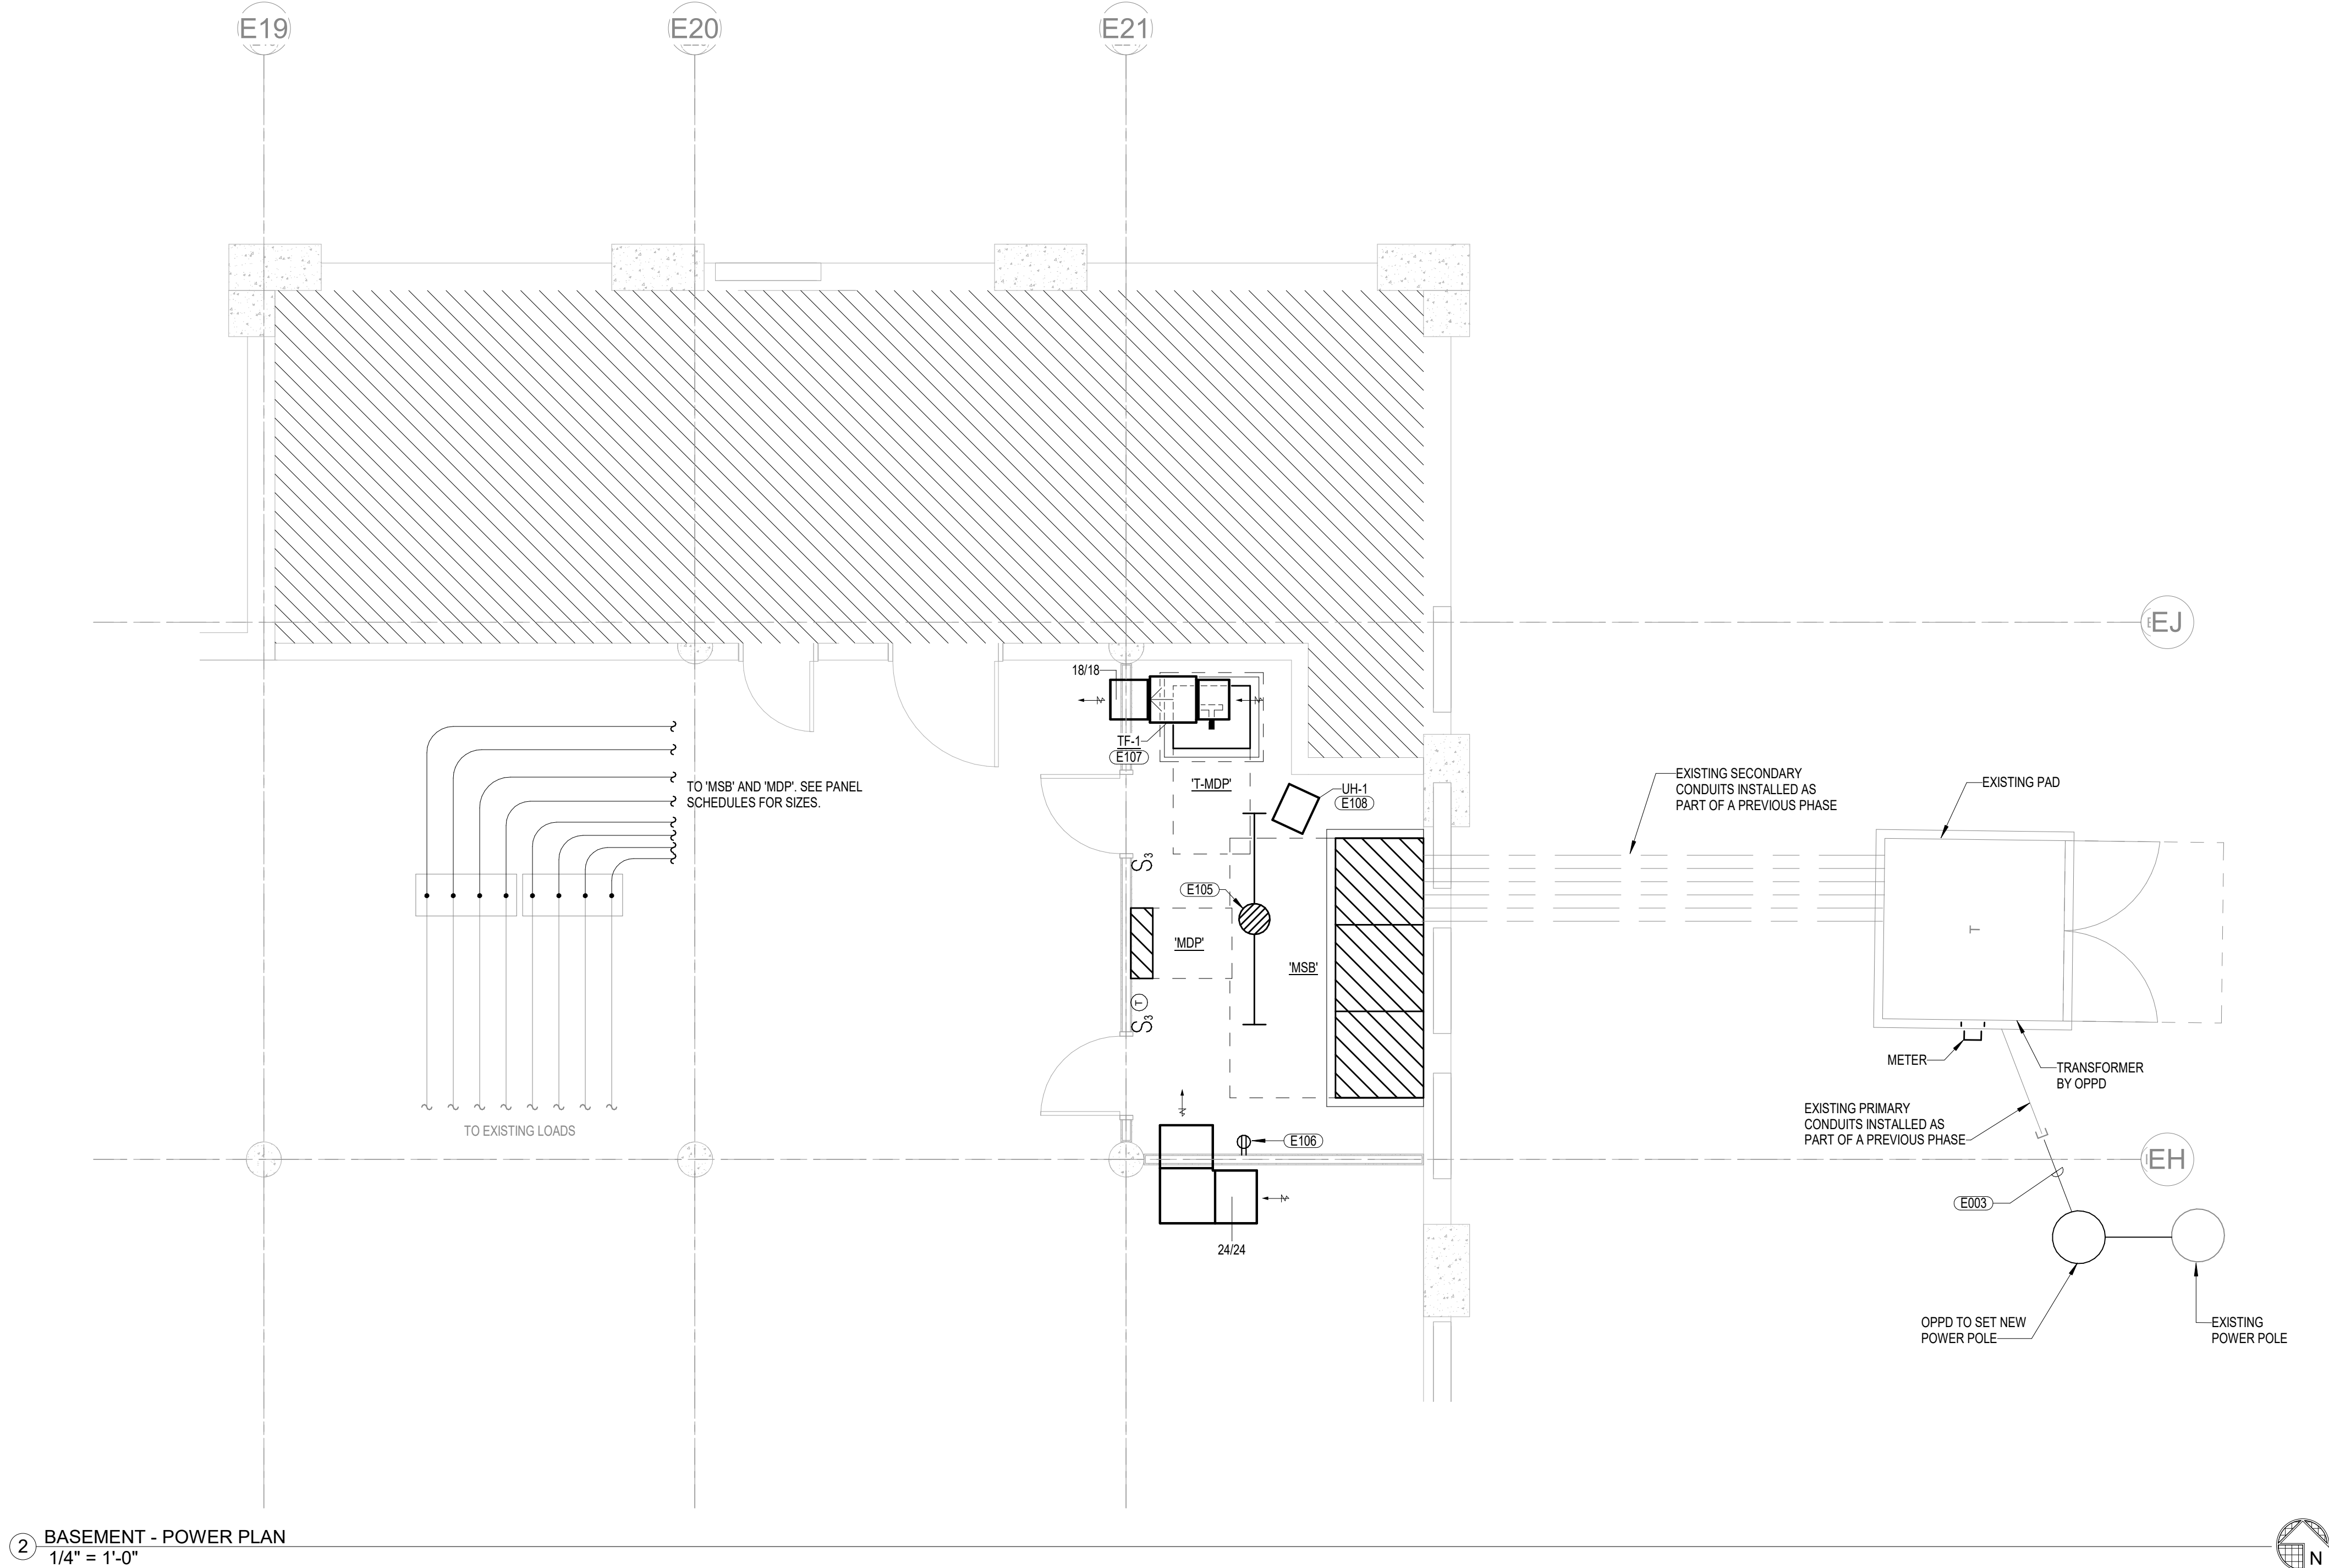 E19
E20
E21
EJ
18/18
TF-1
E107
'T-MDP'
UH-1
E108
TO 'MSB' AND 'MDP'. SEE PANEL
SCHEDULES FOR SIZES.
EXISTING SECONDARY
CONDUITS INSTALLED AS
PART OF A PREVIOUS PHASE
EXISTING PAD
S3
E105
'MDP'
'MSB'
T
T
S3
METER
TRANSFORMER
BY OPPD
TO EXISTING LOADS
EXISTING PRIMARY
CONDUITS INSTALLED AS
PART OF A PREVIOUS PHASE
E106
EH
E003
24/24
OPPD TO SET NEW
POWER POLE
EXISTING
POWER POLE
2
BASEMENT - POWER PLAN
1/4" = 1'-0"
N